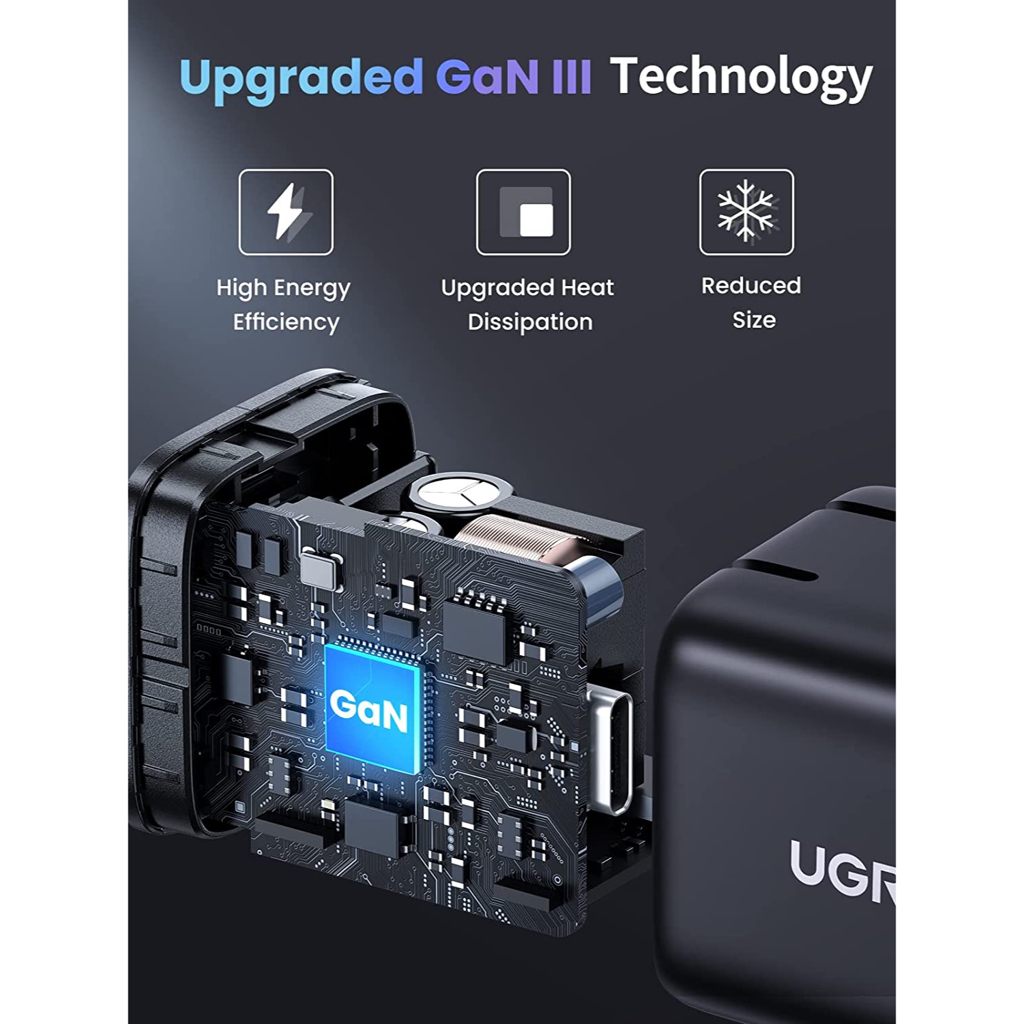 Upgraded GaN III Technology
High Energy
Efficiency
Upgraded Heat
Dissipation
Reduced
Size
GaN
UGR